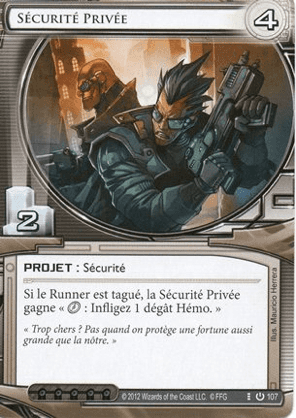 SÉCURITÉ PRIVÉE
4
2
PROJET : Sécurité
Si le Runner est tagué, la Sécurité Privée
gagne « : Infligez 1 dégât Hémo. »
« Trop chers ? Pas quand on protège une fortune aussi
grande que la nôtre. »
Illus. Mauricio Herrera
© 2012 Wizards of the Coast LLC. © FFG
107